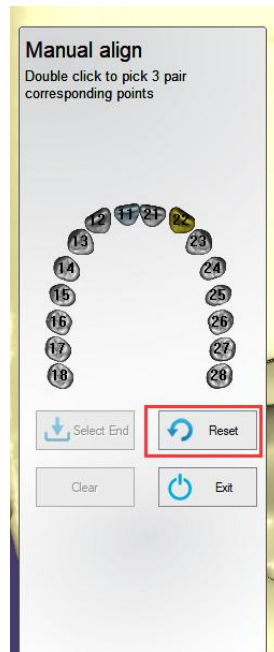 Manual align
Double click to pick 3 pair
corresponding points
12 11 21 22
13 23
14 24
15 25
16 26
17 27
18 28
Select End Reset
Clear Exit